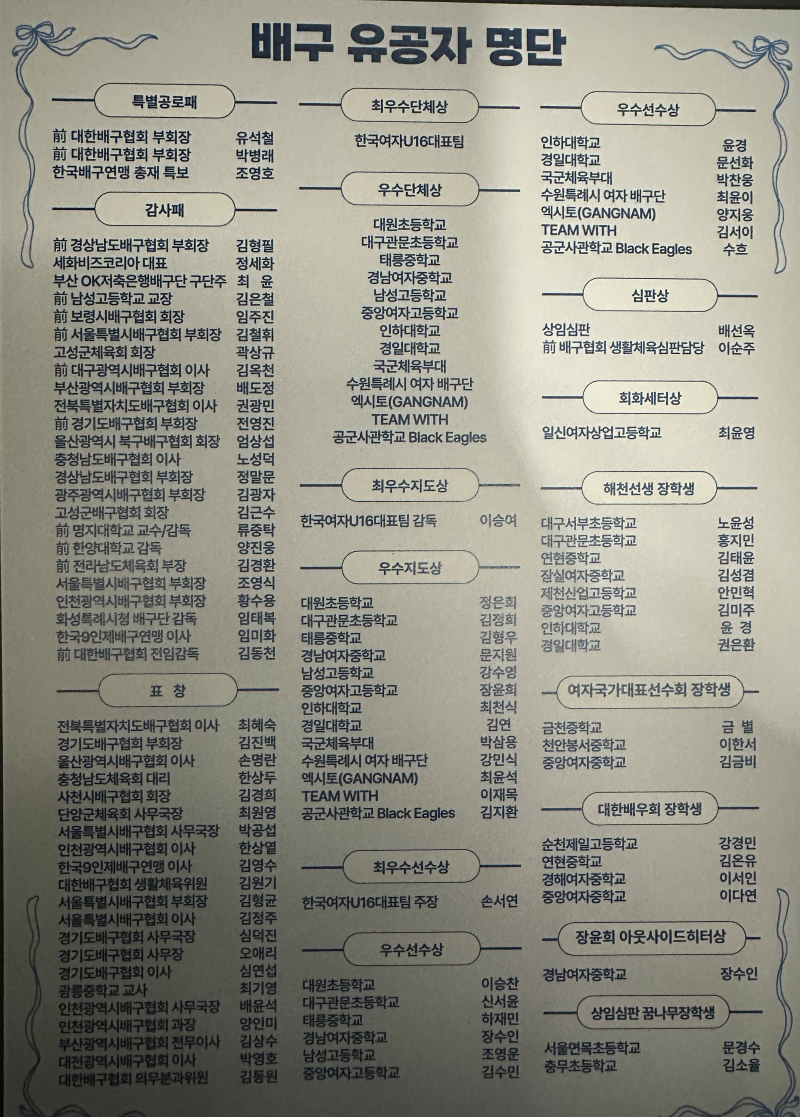 배구 유공자 명단
특별공로패
前 대한배구협회 부회장 유석철
前 대한배구협회 부회장 박병래
한국배구연맹 총재 특보 조영호
감사패
前 경상남도배구협회 부회장 김형필
세화비즈코리아 대표 정세화
부산 OK저축은행배구단 구단주 최 윤
前 남성고등학교 교장 김은철
前 보령시배구협회 회장 임주진
前 서울특별시배구협회 부회장 김철휘
고성군체육회 회장 곽상규
前 대구광역시배구협회 이사 김옥천
부산광역시배구협회 부회장 배도정
전북특별자치도배구협회 이사 권광민
前 경기도배구협회 부회장 전영진
울산광역시 북구배구협회 회장 엄상섭
충청남도배구협회 이사 노성덕
경상남도배구협회 부회장 정말문
광주광역시배구협회 부회장 김광자
고성군배구협회 회장 김근수
前 명지대학교 교수/감독 류중탁
前 한양대학교 감독 양진웅
前 전라남도체육회 부장 김경환
서울특별시배구협회 부회장 조영식
인천광역시배구협회 부회장 황수용
화성특례시청 배구단 감독 임태복
한국9인제배구연맹 이사 임미화
前 대한배구협회 전임감독 김동천
표 창
전북특별자치도배구협회 이사 최혜숙
경기도배구협회 부회장 김진백
울산광역시배구협회 이사 손명란
충청남도체육회 대리 한상두
사천시배구협회 회장 김경희
단양군체육회 사무국장 최원영
서울특별시배구협회 사무국장 박공섭
인천광역시배구협회 이사 한상열
한국9인제배구연맹 이사 김영수
대한배구협회 생활체육위원 김원기
서울특별시배구협회 부회장 김형균
서울특별시배구협회 이사 김정주
경기도배구협회 사무국장 심덕진
경기도배구협회 사무장 오애리
경기도배구협회 이사 심연섭
광릉중학교 교사 최기영
인천광역시배구협회 사무국장 배윤석
인천광역시배구협회 과장 양인미
부산광역시배구협회 전무이사 김상수
대전광역시배구협회 이사 박영호
대한배구협회 의무분과위원 김동원
최우수단체상
한국여자U16대표팀
우수단체상
대원초등학교
대구관문초등학교
태릉중학교
경남여자중학교
남성고등학교
중앙여자고등학교
인하대학교
경일대학교
국군체육부대
수원특례시 여자 배구단
엑시토(GANGNAM)
TEAM WITH
공군사관학교 Black Eagles
최우수지도상
한국여자U16대표팀 감독 이승여
우수지도상
대원초등학교 정은희
대구관문초등학교 김정희
태릉중학교 김형우
경남여자중학교 문지원
남성고등학교 강수영
중앙여자고등학교 장윤희
인하대학교 최천식
경일대학교 김연
국군체육부대 박삼용
수원특례시 여자 배구단 강민식
엑시토(GANGNAM) 최윤석
TEAM WITH 이재목
공군사관학교 Black Eagles 김지환
최우수선수상
한국여자U16대표팀 주장 손서연
우수선수상
대원초등학교 이승찬
대구관문초등학교 신서윤
태릉중학교 하재민
경남여자중학교 장수인
남성고등학교 조영운
중앙여자고등학교 김수민
우수선수상
인하대학교 윤경
경일대학교 문선화
국군체육부대 박찬웅
수원특례시 여자 배구단 최윤이
엑시토(GANGNAM) 양지웅
TEAM WITH 김서이
공군사관학교 Black Eagles 수흐
심판상
상임심판 배선옥
前 배구협회 생활체육심판담당 이순주
회화세터상
일신여자상업고등학교 최윤영
해천선생 장학생
대구서부초등학교 노윤성
대구관문초등학교 홍지민
연현중학교 김태윤
잠실여자중학교 김성겸
제천산업고등학교 안민혁
중앙여자고등학교 김미주
인하대학교 윤 경
경일대학교 권은환
여자국가대표선수회 장학생
금천중학교 금 별
천안봉서중학교 이한서
중앙여자중학교 김금비
대한배우회 장학생
순천제일고등학교 강경민
연현중학교 김온유
경해여자중학교 이서인
중앙여자중학교 이다연
장윤희 아웃사이드히터상
경남여자중학교 장수인
상임심판 꿈나무장학생
서울면목초등학교 문경수
충무초등학교 김소율